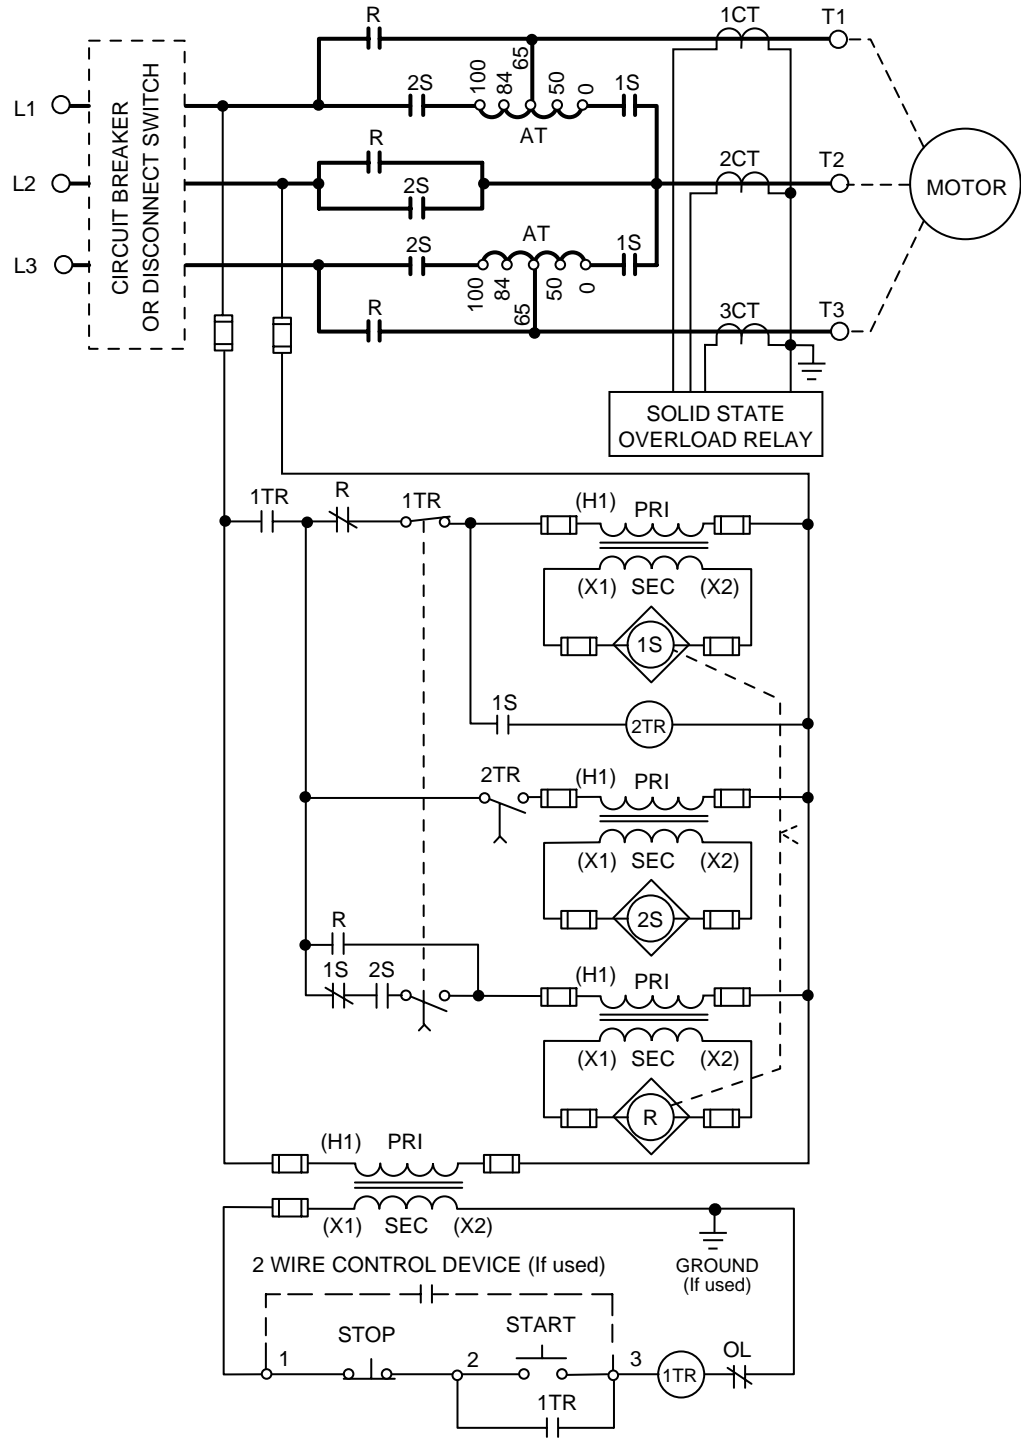 R
1CT
T1
L1
2S
100
84
65
50
0
1S
AT
CIRCUIT BREAKER
OR DISCONNECT SWITCH
R
2CT
T2
L2
2S
MOTOR
L3
2S
AT
1S
100
84
65
50
0
R
3CT
T3
SOLID STATE
OVERLOAD RELAY
1TR
R
1TR
(H1)
PRI
(X1)
SEC
(X2)
1S
1S
2TR
2TR
(H1)
PRI
(X1)
SEC
(X2)
2S
R
1S
2S
(H1)
PRI
(X1)
SEC
(X2)
R
(H1)
PRI
(X1)
SEC
(X2)
GROUND
(If used)
2 WIRE CONTROL DEVICE (If used)
STOP
START
1
2
3
1TR
OL
1TR